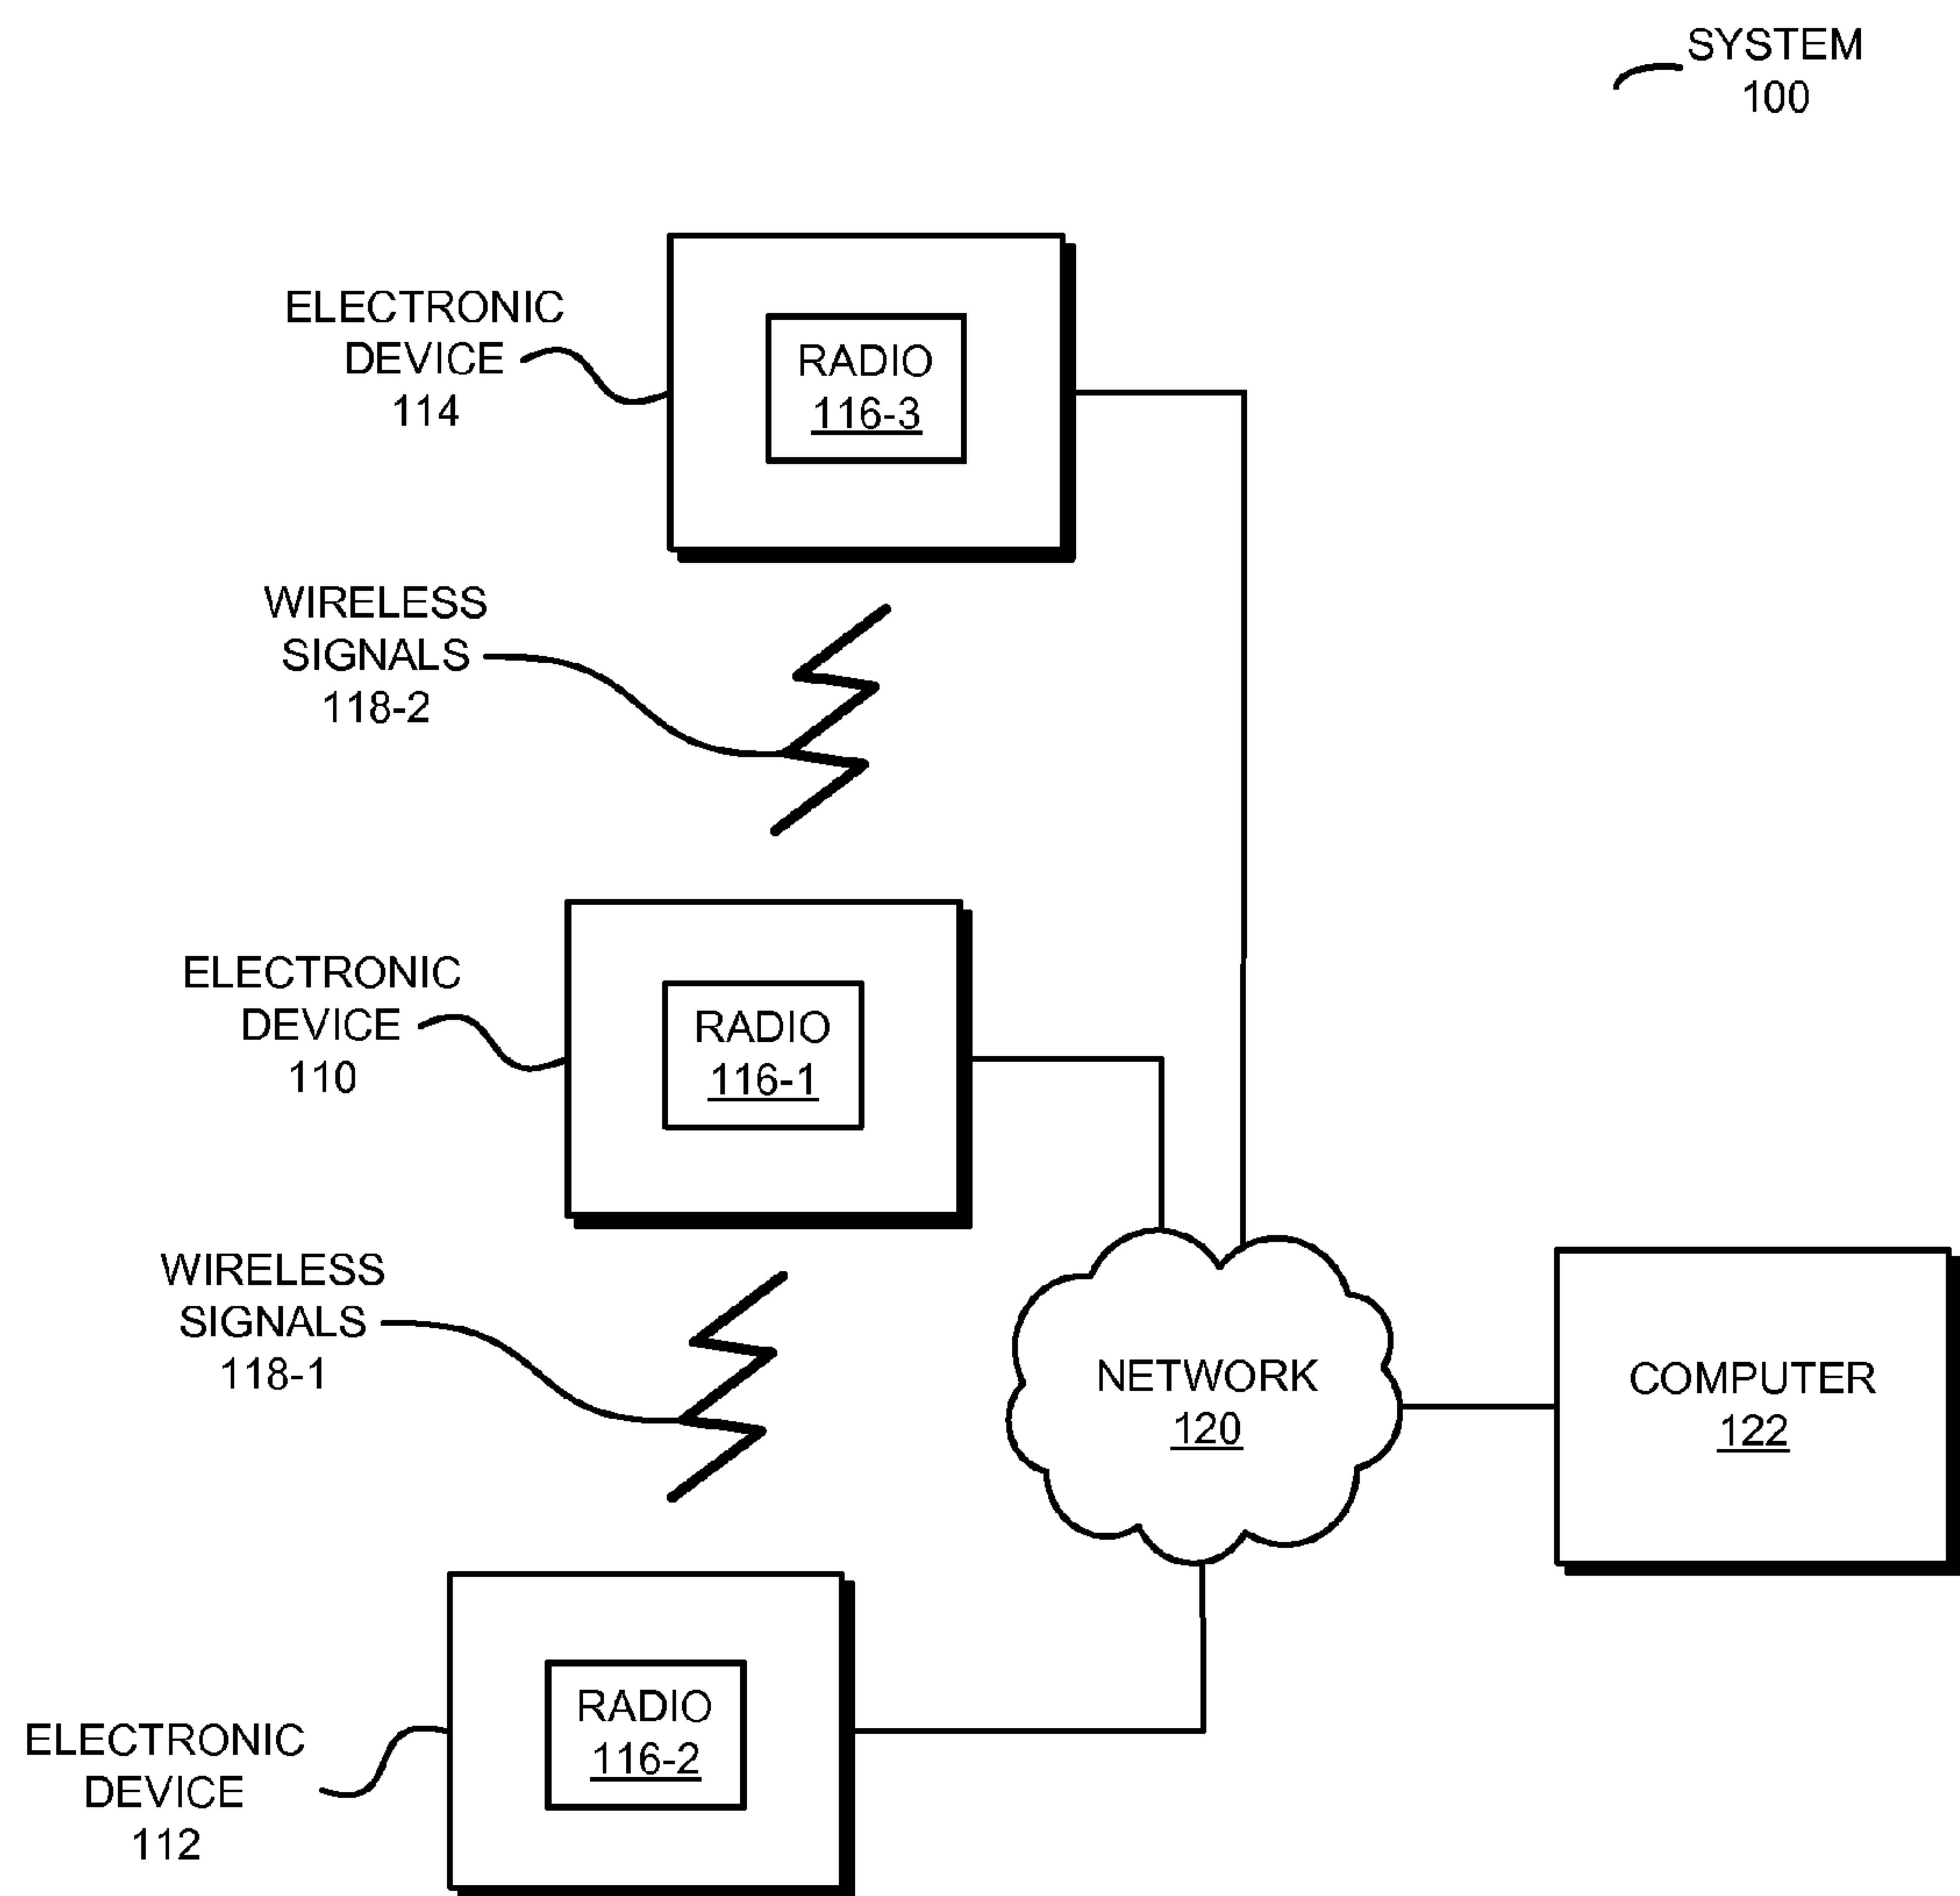 SYSTEM
100
ELECTRONIC
DEVICE
114
RADIO
116-3
WIRELESS
SIGNALS
118-2
ELECTRONIC
DEVICE
110
RADIO
116-1
WIRELESS
SIGNALS
118-1
NETWORK
120
COMPUTER
122
ELECTRONIC
DEVICE
112
RADIO
116-2